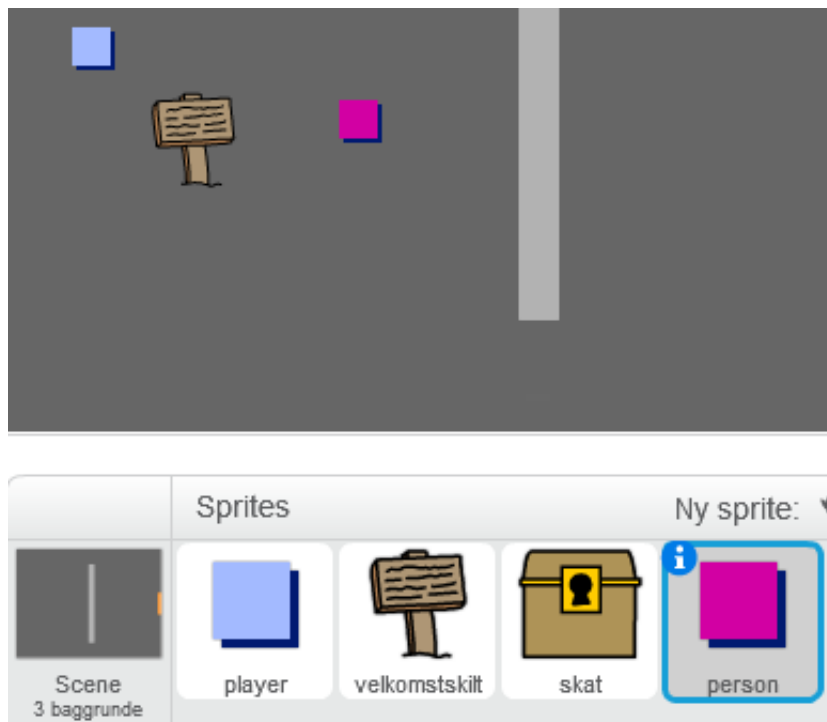 Sprites
Ny sprite:
Scene
3 baggrunde
player
velkomstskilt
skat
person